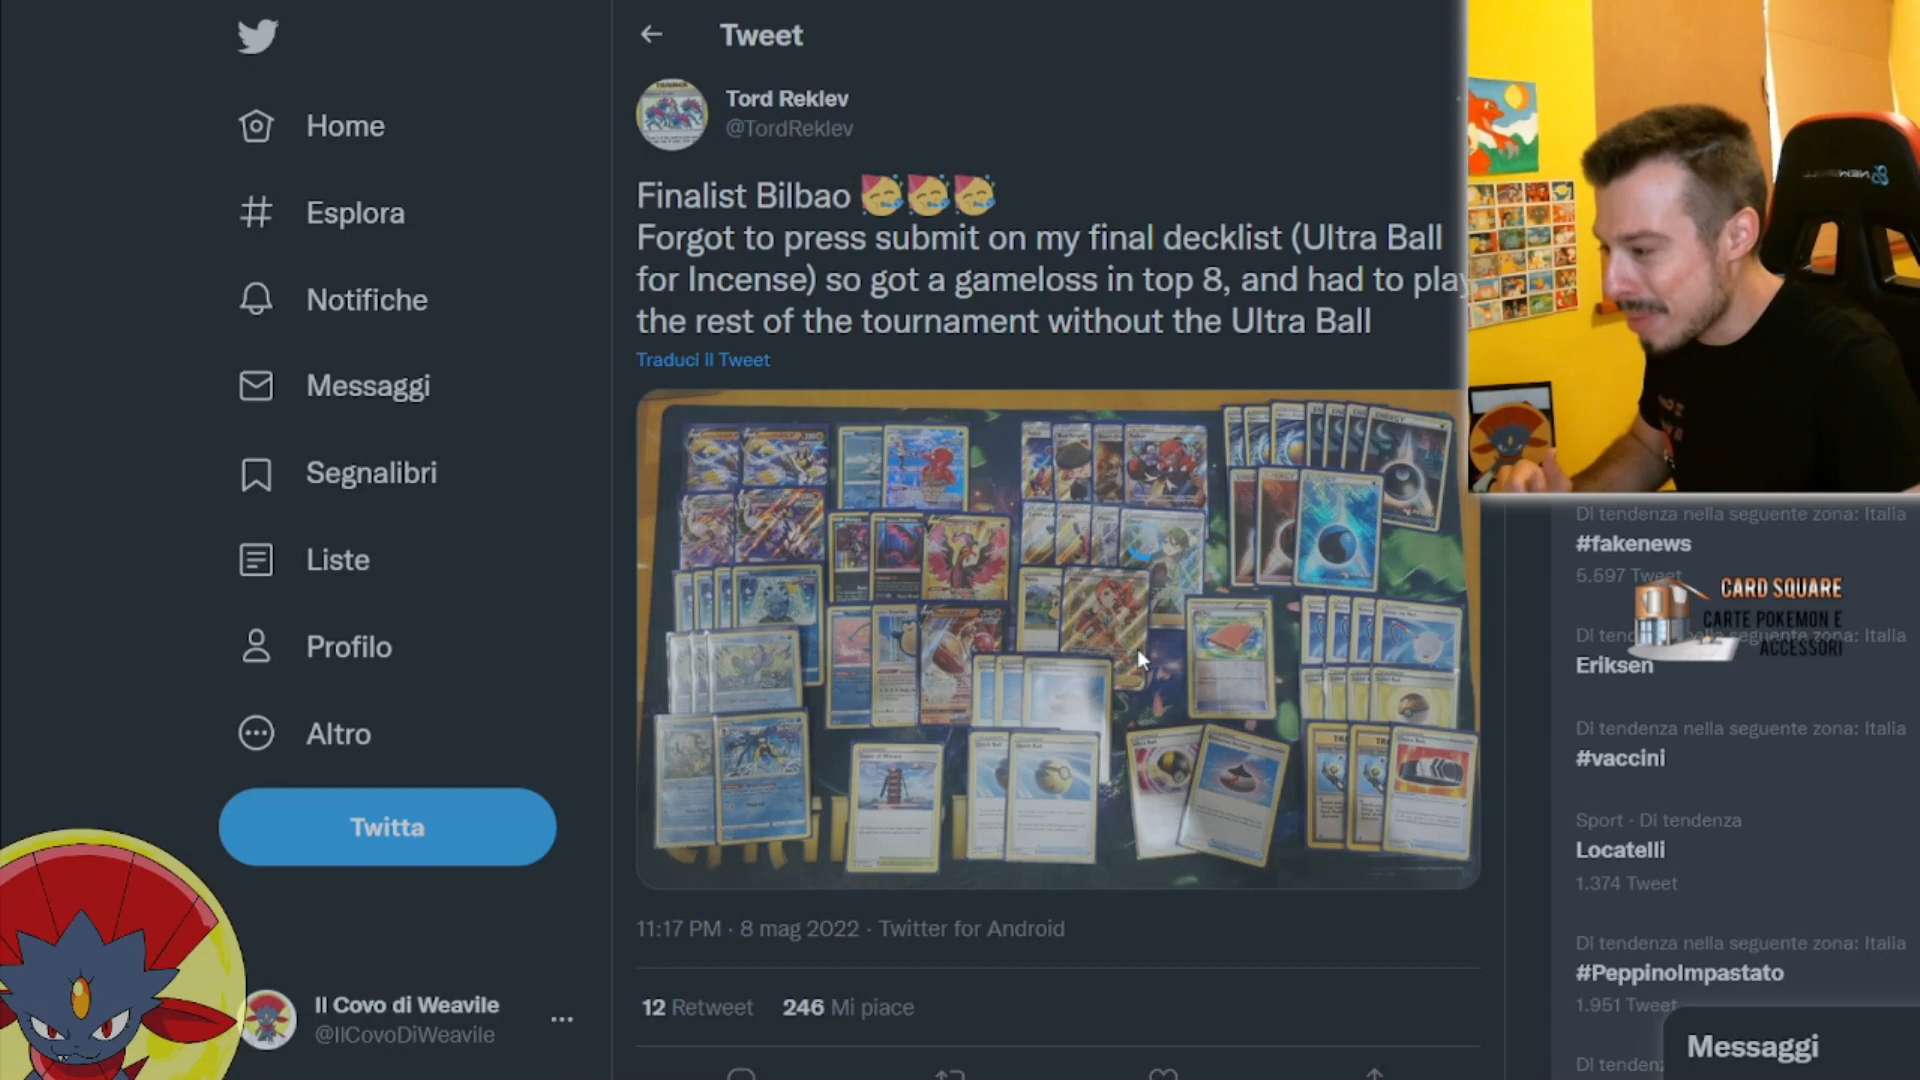 Home
Esplora
Notifiche
Messaggi
Segnalibri
Liste
Profilo
Altro
Twitta
Il Covo di Weavile
@IlCovoDiWeavile
Tweet
Tord Reklev
@TordReklev
Finalist Bilbao 🥳🥳🥳
Forgot to press submit on my final decklist (Ultra Ball
for Incense) so got a gameloss in top 8, and had to play
the rest of the tournament without the Ultra Ball
Traduci il Tweet
ENERGY
Quick Ball
Ultra Ball
11:17 PM · 8 mag 2022 · Twitter for Android
12 Retweet 246 Mi piace
Di tendenza nella seguente zona: Italia
#fakenews
5.597 Tweet
CARD SQUARE
CARTE POKEMON E
ACCESSORI
seguente zona: Italia
Eriksen
Di tendenza nella seguente zona: Italia
#vaccini
Sport · Di tendenza
Locatelli
1.374 Tweet
Di tendenza nella seguente zona: Italia
#PeppinoImpastato
1.951 Tweet
Messaggi